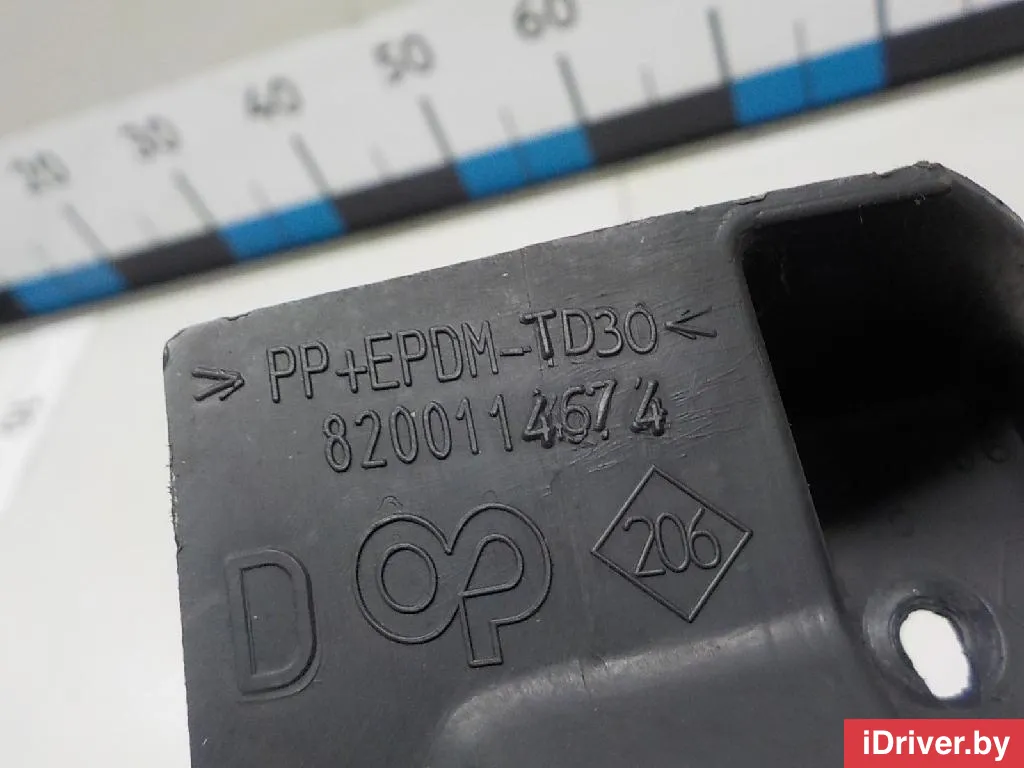 20 30 40 50 60
>PP+EPDM-TD30<
8200114674
D OP 206
iDriver.by